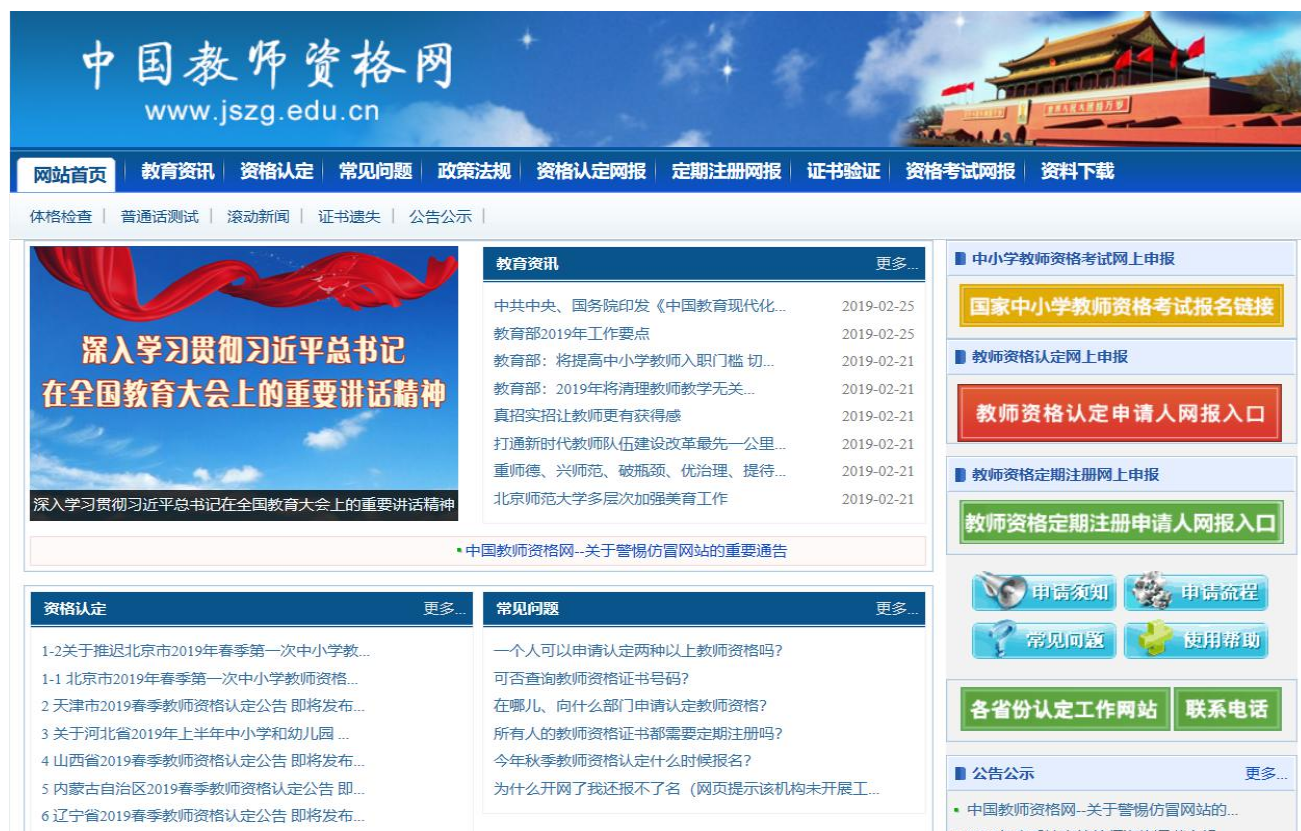 中国教师资格网
www.jszg.edu.cn
网站首页 教育资讯 资格认定 常见问题 政策法规 资格认定网报 定期注册网报 证书验证 资格考试网报 资料下载
体格检查 | 普通话测试 | 滚动新闻 | 证书遗失 | 公告公示 |
深入学习贯彻习近平总书记
在全国教育大会上的重要讲话精神
深入学习贯彻习近平总书记在全国教育大会上的重要讲话精神
教育资讯 更多...
中共中央、国务院印发《中国教育现代化... 2019-02-25
教育部2019年工作要点 2019-02-25
教育部：将提高中小学教师入职门槛 切... 2019-02-21
教育部：2019年将清理教师教学无关... 2019-02-21
真招实招让教师更有获得感 2019-02-21
打通新时代教师队伍建设改革最先一公里... 2019-02-21
重师德、兴师范、破瓶颈、优治理、提待... 2019-02-21
北京师范大学多层次加强美育工作 2019-02-21
中国教师资格网--关于警惕仿冒网站的重要通告
资格认定 更多...
1-2关于推迟北京市2019年春季第一次中小学教...
1-1 北京市2019年春季第一次中小学教师资格...
2 天津市2019春季教师资格认定公告 即将发布...
3 关于河北省2019年上半年中小学和幼儿园 ...
4 山西省2019春季教师资格认定公告 即将发布...
5 内蒙古自治区2019春季教师资格认定公告 即...
6 辽宁省2019春季教师资格认定公告 即将发布...
常见问题 更多...
一个人可以申请认定两种以上教师资格吗?
可否查询教师资格证书号码?
在哪儿、向什么部门申请认定教师资格?
所有人的教师资格证书都需要定期注册吗?
今年秋季教师资格认定什么时候报名?
为什么开网了我还报不了名（网页提示该机构未开展工...
中小学教师资格考试网上申报
国家中小学教师资格考试报名链接
教师资格认定网上申报
教师资格认定申请人网报入口
教师资格定期注册网上申报
教师资格定期注册申请人网报入口
申请须知 申请流程
常见问题 使用帮助
各省份认定工作网站 联系电话
公告公示 更多...
中国教师资格网--关于警惕仿冒网站的...